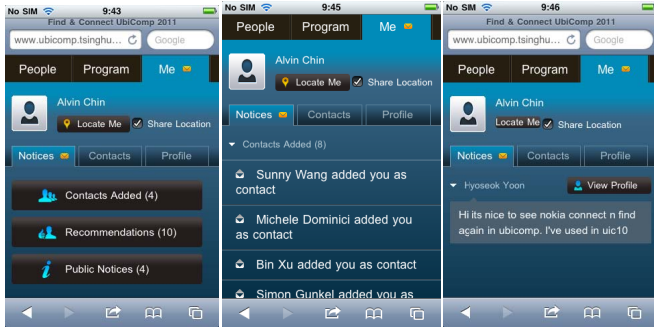 No SIM 9:43
Find & Connect UbiComp 2011
www.ubicomp.tsinghu... Google
People Program Me
Alvin Chin
Locate Me Share Location
Notices Contacts Profile
Contacts Added (4)
Recommendations (10)
Public Notices (4)
No SIM 9:45
People Program Me
Alvin Chin
Locate Me Share Location
Notices Contacts Profile
Contacts Added (8)
Sunny Wang added you as
contact
Michele Dominici added you
as contact
Bin Xu added you as contact
Simon Gunkel added you as
No SIM 9:46
Find & Connect UbiComp 2011
www.ubicomp.tsinghu... Google
People Program Me
Alvin Chin
Locate Me Share Location
Notices Contacts Profile
Hyoseok Yoon View Profile
Hi its nice to see nokia connect n find
again in ubicomp. I've used in uic10